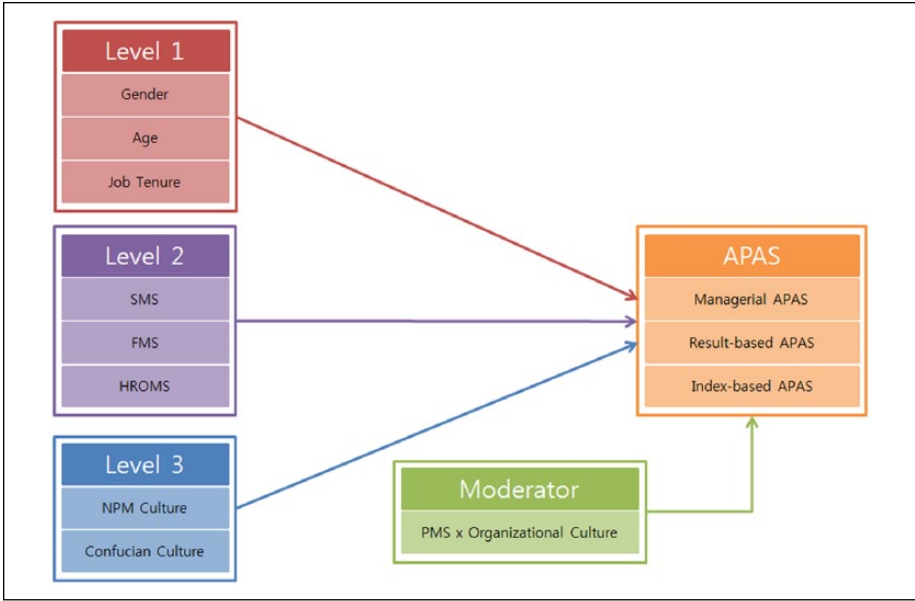 Level 1
Gender
Age
Job Tenure
Level 2
SMS
FMS
HROMS
Level 3
NPM Culture
Confucian Culture
APAS
Managerial APAS
Result-based APAS
Index-based APAS
Moderator
PMS x Organizational Culture